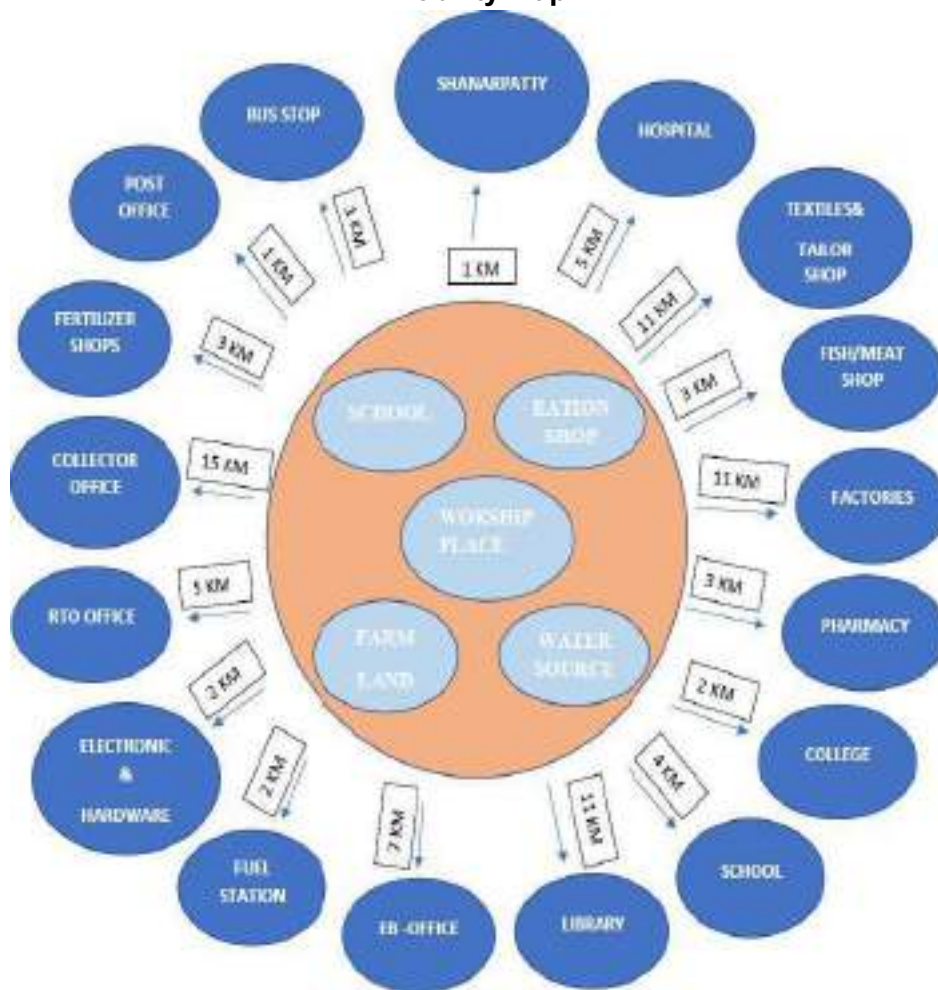 SHANARPATTY
BUS STOP
HOSPITAL
POST
OFFICE
TEXTILES&
TAILOR
SHOP
1 KM
1 KM
1 KM
5 KM
11 KM
FERTILIZER
SHOPS
3 KM
3 KM
FISH/MEAT
SHOP
SCHOOL
RATION
SHOP
COLLECTOR
OFFICE
15 KM
11 KM
FACTORIES
WORSHIP
PLACE
RTO OFFICE
5 KM
3 KM
PHARMACY
FARM
LAND
WATER
SOURCE
2 KM
2 KM
ELECTRONIC
&
HARDWARE
COLLEGE
2 KM
4 KM
11 KM
FUEL
STATION
SCHOOL
EB -OFFICE
LIBRARY